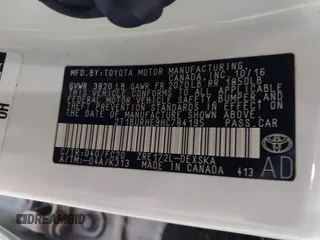 MFD.BY:TOYOTA MOTOR MANUFACTURING
CANADA,INC. 10/16
GVWR 3820 LB GAWR FR 2020LB RR 1850LB
THIS VEHICLE CONFORMS TO ALL APPLICABLE
FEDERAL MOTOR VEHICLE SAFETY, BUMPER, AND
THEFT PREVENTION STANDARDS IN EFFECT ON
THE DATE OF MANUFACTURE SHOWN ABOVE.
2T1BURHE9HC784195 PASS.CAR
C/TR:040/FC20 ZRE172L-DEXSKA
A/TM:-04A/K313 MADE IN CANADA 413
TOYOTA
AD
HO
DREAMBID